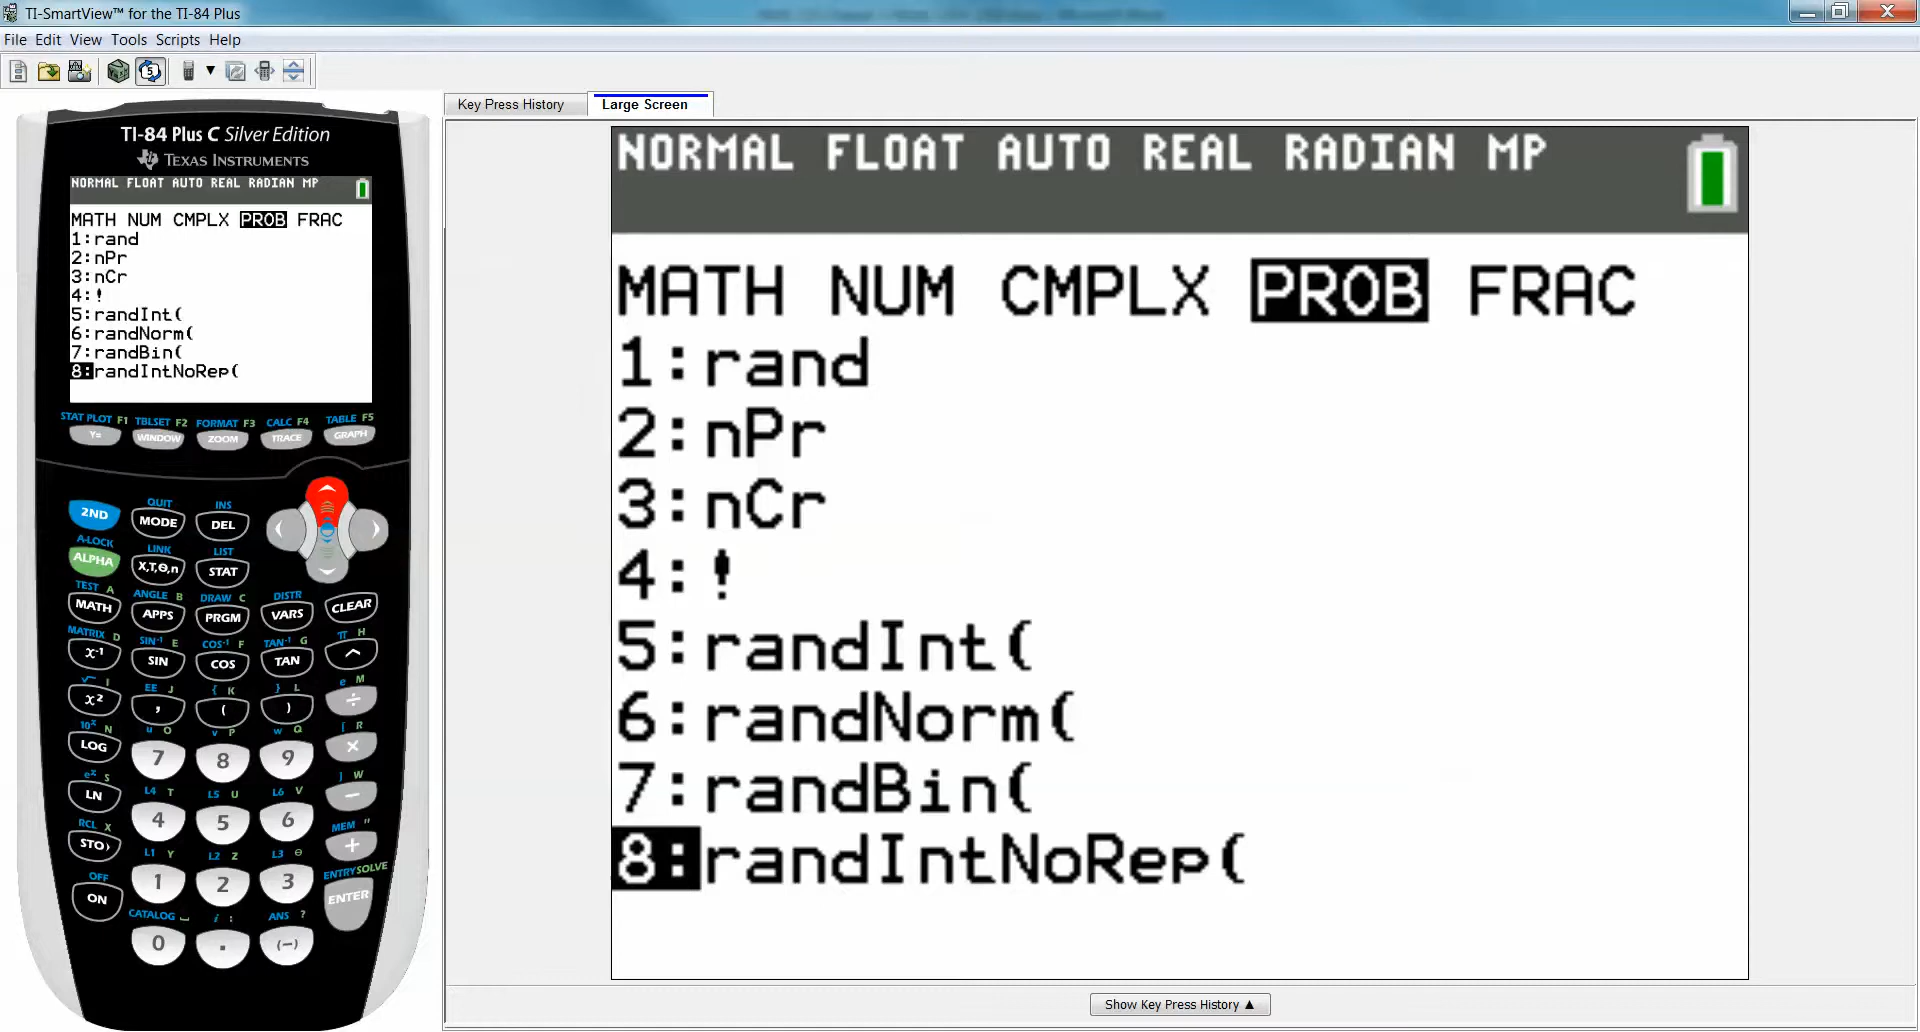 TI-SmartView™ for the TI-84 Plus
File Edit View Tools Scripts Help
Key Press History Large Screen
TI-84 Plus C Silver Edition
TEXAS INSTRUMENTS
NORMAL FLOAT AUTO REAL RADIAN MP
MATH NUM CMPLX PROB FRAC
1:rand
2:nPr
3:nCr
4:!
5:randInt(
6:randNorm(
7:randBin(
8:randIntNoRep(
STAT PLOT F1 TBLSET F2 FORMAT F3 CALC F4 TABLE F5
Y= WINDOW ZOOM TRACE GRAPH
QUIT INS
2ND MODE DEL
A-LOCK LINK LIST
ALPHA X,T,Θ,n STAT
TEST A ANGLE B DRAW C DISTR
MATH APPS PRGM VARS CLEAR
MATRIX D SIN⁻¹ E COS⁻¹ F TAN⁻¹ G π H
x⁻¹ SIN COS TAN ^
√ I EE J { K } L e M
x² , ( ) ÷
10ˣ N u O v P w Q [ R
LOG 7 8 9 ×
eˣ S L4 T L5 U L6 V ] W
LN 4 5 6 −
RCL X L1 Y L2 Z L3 Θ MEM "
STO› 1 2 3 +
OFF CATALOG ⎵ i : ANS ? ENTRY SOLVE
ON 0 . (−) ENTER
NORMAL FLOAT AUTO REAL RADIAN MP
MATH NUM CMPLX PROB FRAC
1:rand
2:nPr
3:nCr
4:!
5:randInt(
6:randNorm(
7:randBin(
8:randIntNoRep(
Show Key Press History ▲